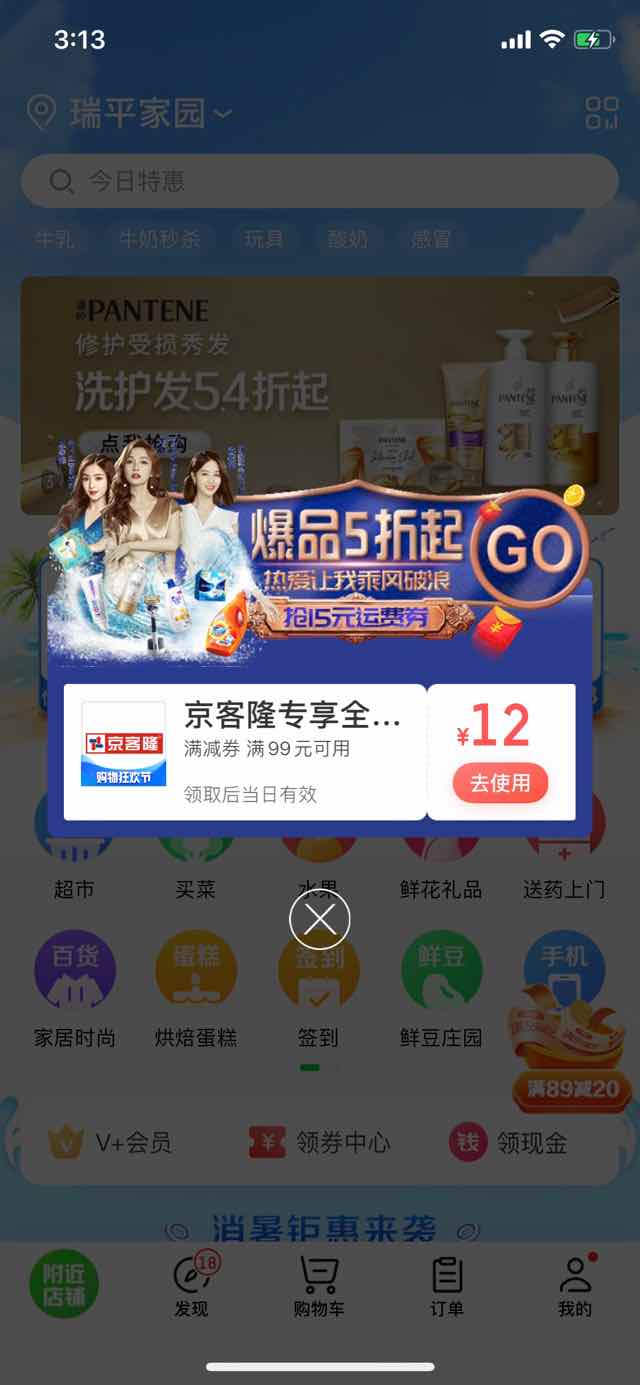 3:13
瑞平家园
今日特惠
牛乳
牛奶秒杀
玩具
酸奶
感冒
PANTENE
修护受损秀发
洗护发5.4折起
点我抢购
PANTENE
PANTENE
PANTENE
PANTENE
爆品5折起
GO
热爱让我乘风破浪
抢15元运费券
京客隆专享全...
满减券 满99元可用
领取后当日有效
京客隆
购物狂欢节
¥12
去使用
超市
买菜
水果
鲜花礼品
送药上门
百货
蛋糕
签到
鲜豆
手机
家居时尚
烘焙蛋糕
签到
鲜豆庄园
满89减20
V+会员
领券中心
钱
领现金
消暑钜惠来袭
附近
店铺
18
发现
购物车
订单
我的